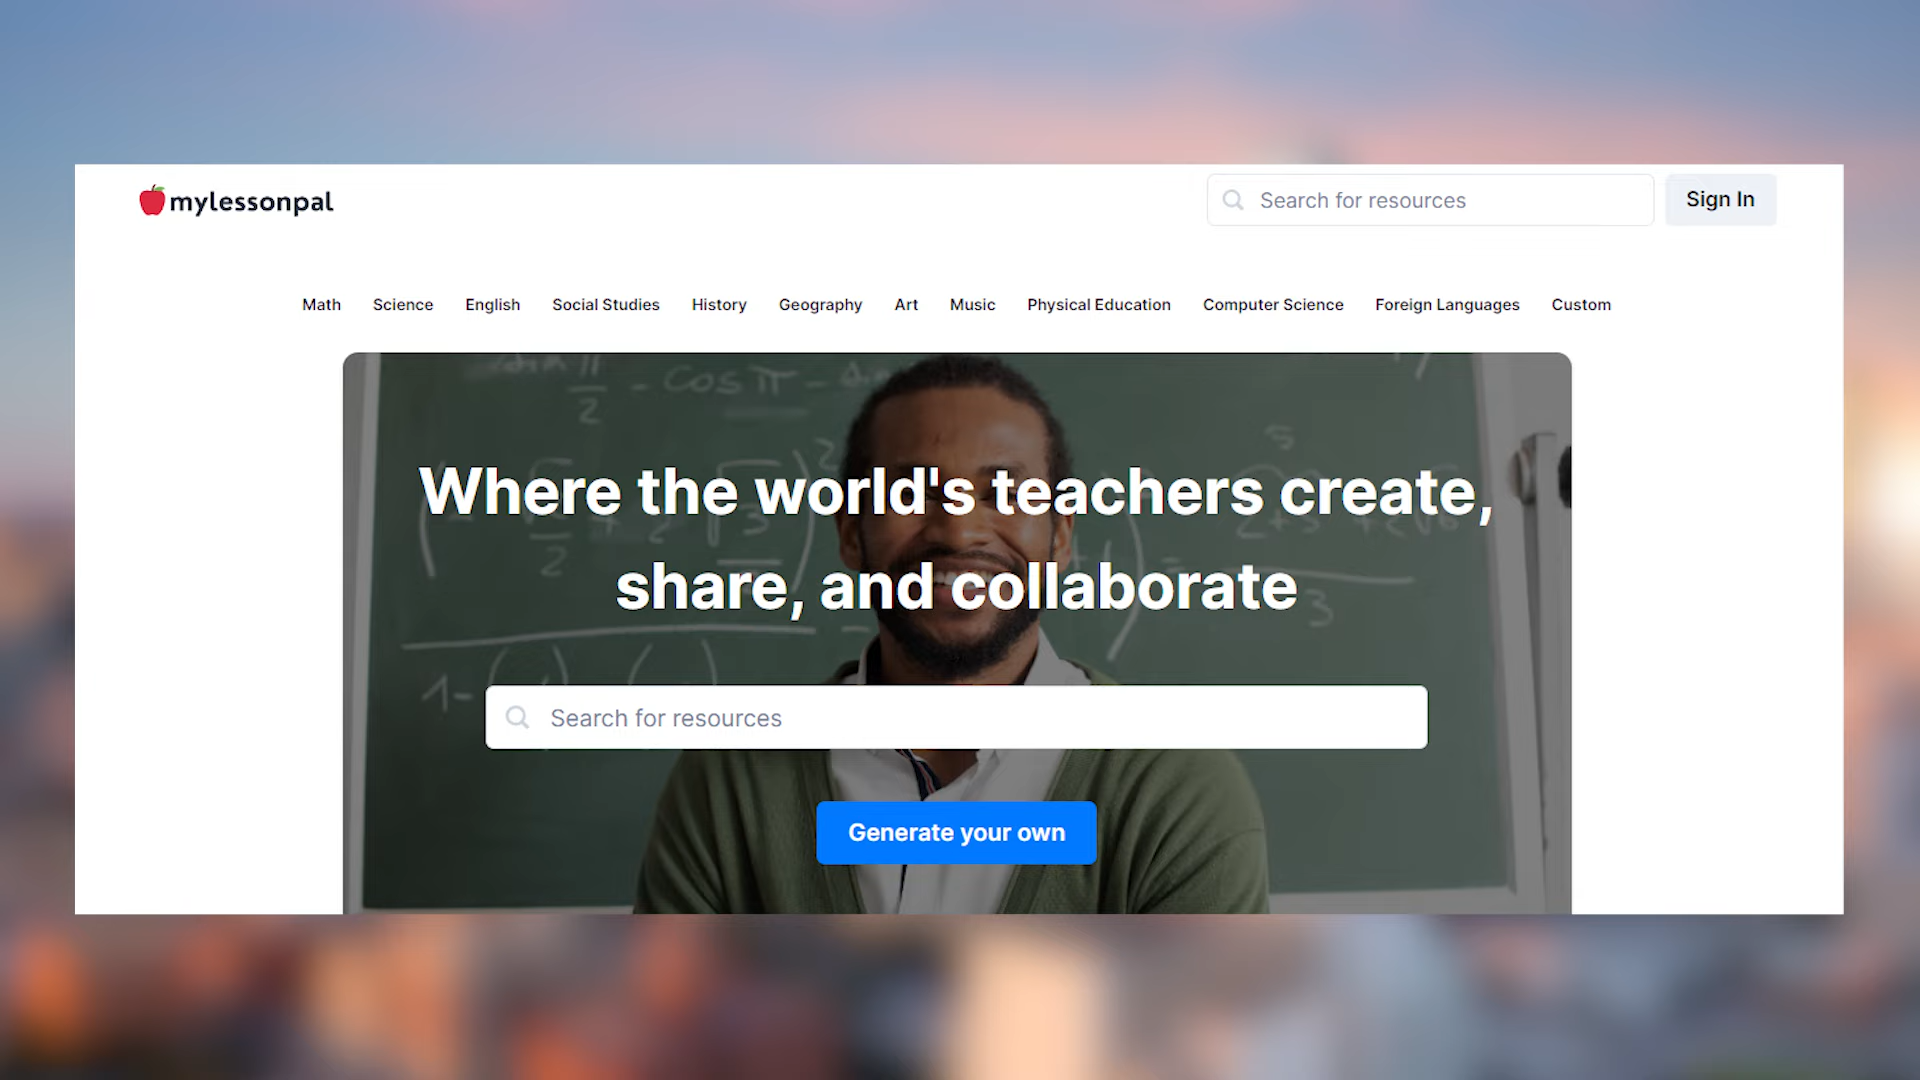 mylessonpal
Search for resources
Sign In
Math Science English Social Studies History Geography Art Music Physical Education Computer Science Foreign Languages Custom
Where the world's teachers create,
share, and collaborate
Search for resources
Generate your own